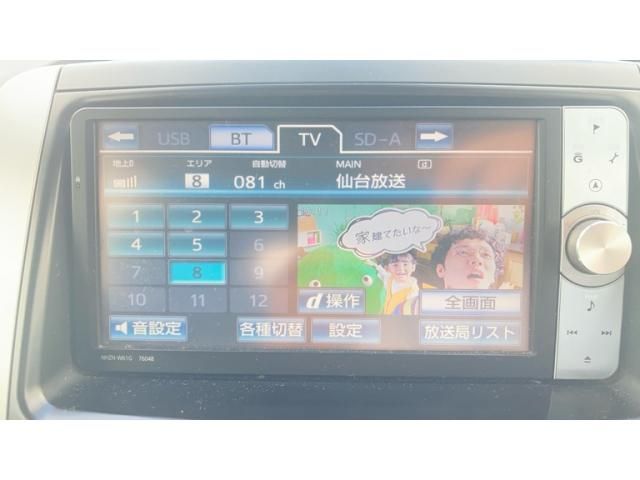 USB BT TV SD-A
地上D エリア 自動切替 MAIN d
8 081 ch 仙台放送
1 2 3
4 5 6
7 8 9
10 11 12
家建てたいな〜
d 操作 全画面
音設定 各種切替 設定 放送局リスト
NHZN-W61G 76048
G